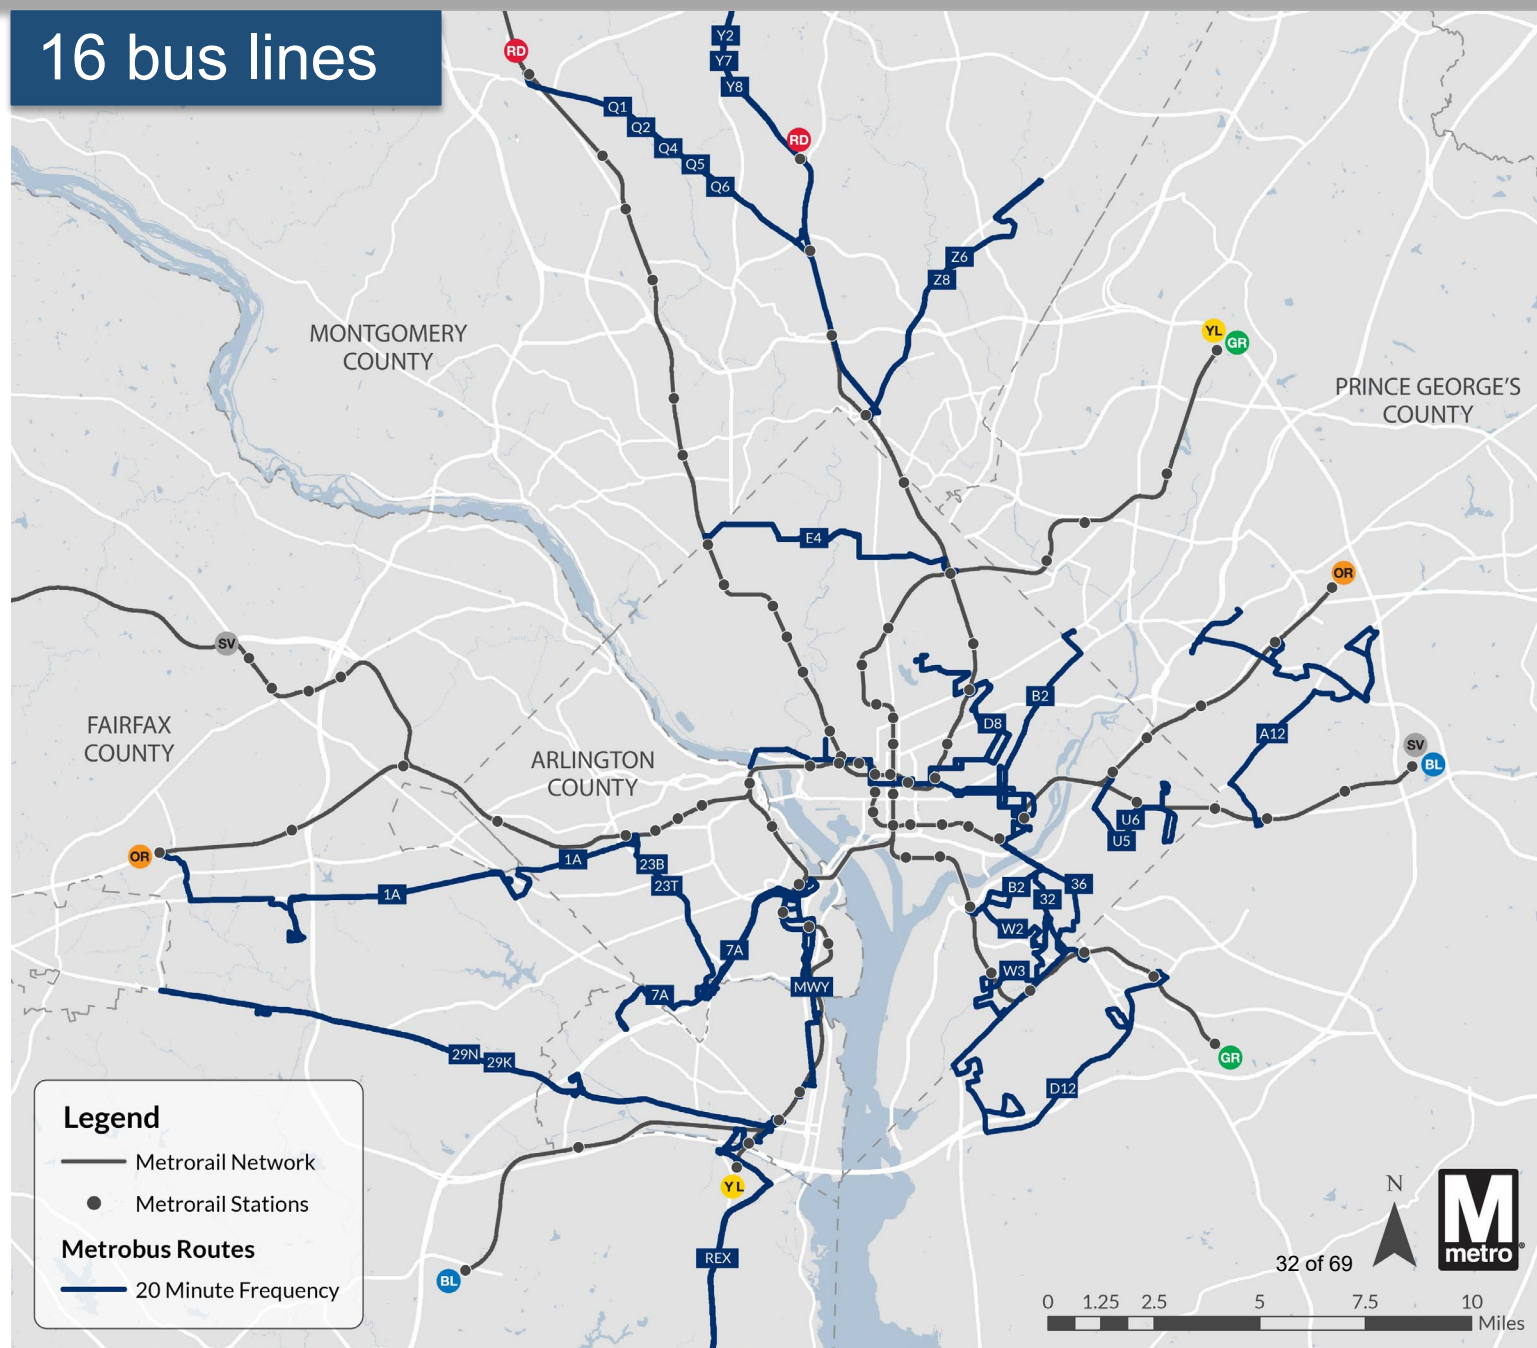 16 bus lines
RD
Y2
Y7
Y8
Q1
Q2
Q4
Q5
Q6
RD
Z6
Z8
MONTGOMERY
COUNTY
YL
GR
PRINCE GEORGE'S
COUNTY
E4
OR
SV
B2
D8
FAIRFAX
COUNTY
ARLINGTON
COUNTY
A12
SV
BL
U6
U5
OR
1A
1A
23B
23T
B2
32
36
W2
7A
W3
7A
MWY
29N
29K
GR
D12
YL
REX
BL
Legend
Metrorail Network
Metrorail Stations
Metrobus Routes
20 Minute Frequency
N
M
metro®
32 of 69
0 1.25 2.5 5 7.5 10
Miles